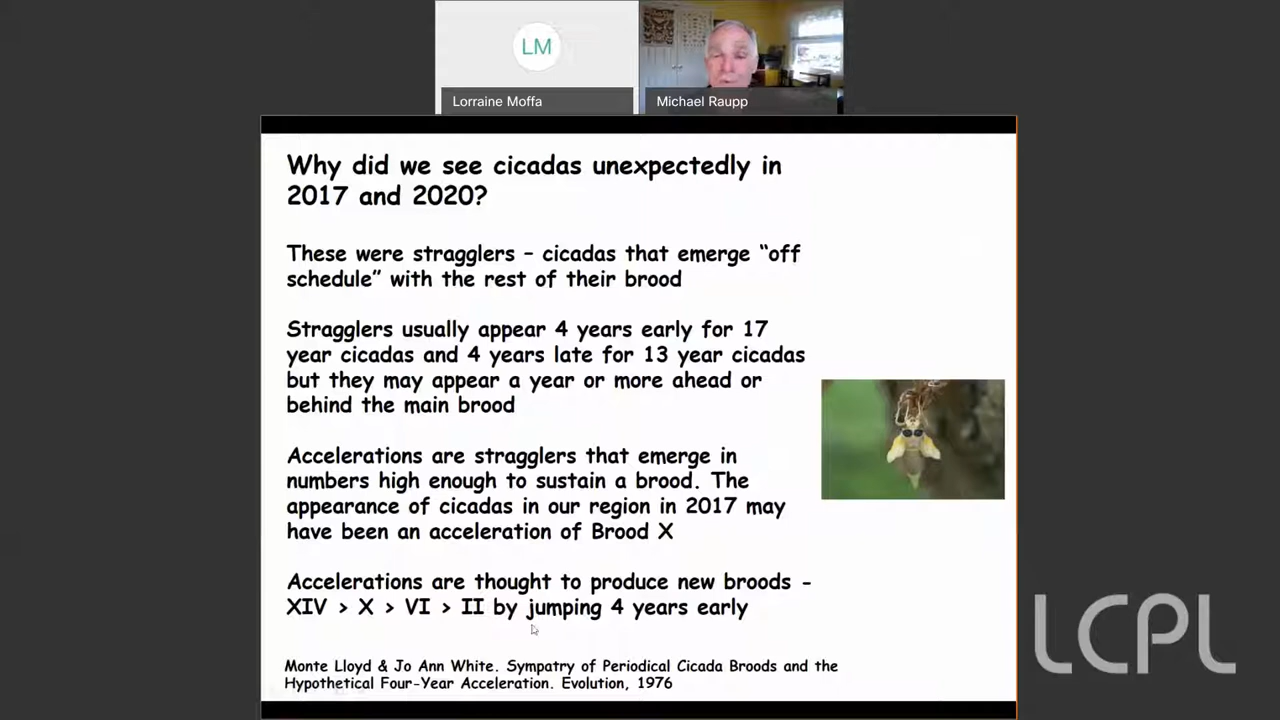 LM
Lorraine Moffa
Michael Raupp
Why did we see cicadas unexpectedly in
2017 and 2020?
These were stragglers – cicadas that emerge “off
schedule” with the rest of their brood
Stragglers usually appear 4 years early for 17
year cicadas and 4 years late for 13 year cicadas
but they may appear a year or more ahead or
behind the main brood
Accelerations are stragglers that emerge in
numbers high enough to sustain a brood. The
appearance of cicadas in our region in 2017 may
have been an acceleration of Brood X
Accelerations are thought to produce new broods -
XIV > X > VI > II by jumping 4 years early
Monte Lloyd & Jo Ann White. Sympatry of Periodical Cicada Broods and the
Hypothetical Four-Year Acceleration. Evolution, 1976
LCPL